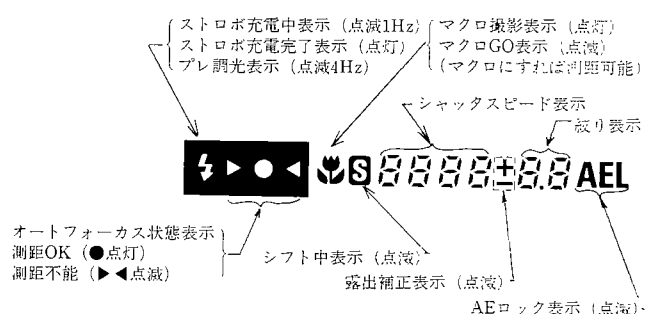 ストロボ充電中表示（点滅1Hz）
ストロボ充電完了表示（点灯）
プレ調光表示（点滅4Hz）
マクロ撮影表示（点灯）
マクロGO表示（点滅）
（マクロにすれば測距可能）
シャッタスピード表示
絞り表示
S 8888±8.8 AEL
オートフォーカス状態表示
測距OK（●点灯）
測距不能（▶◀点滅）
シフト中表示（点滅）
露出補正表示（点滅）
AEロック表示（点滅）